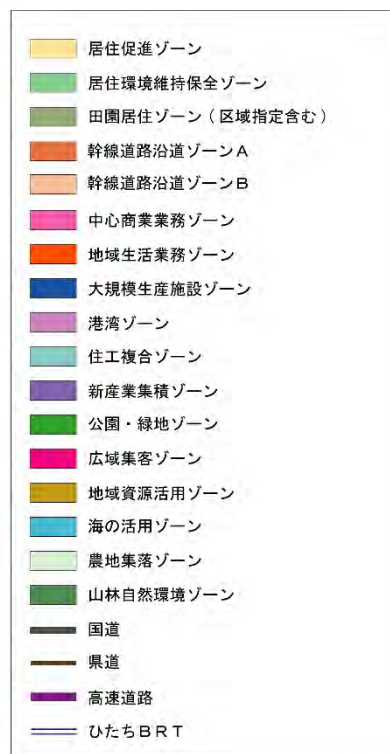 居住促進ゾーン
居住環境維持保全ゾーン
田園居住ゾーン（区域指定含む）
幹線道路沿道ゾーンA
幹線道路沿道ゾーンB
中心商業業務ゾーン
地域生活業務ゾーン
大規模生産施設ゾーン
港湾ゾーン
住工複合ゾーン
新産業集積ゾーン
公園・緑地ゾーン
広域集客ゾーン
地域資源活用ゾーン
海の活用ゾーン
農地集落ゾーン
山林自然環境ゾーン
国道
県道
高速道路
ひたちBRT